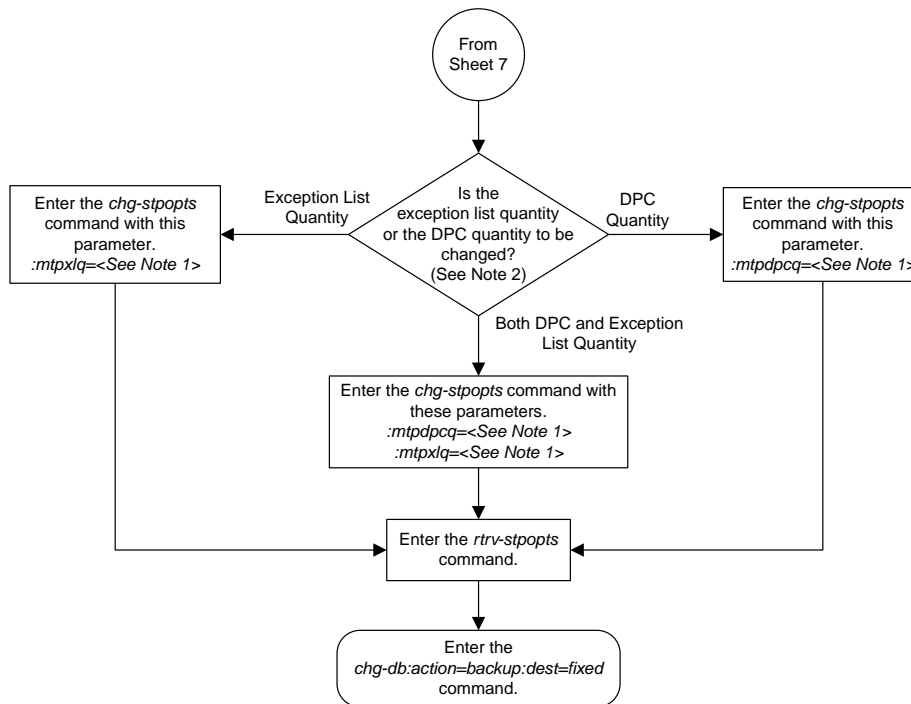 From
Sheet 7
Is the
exception list quantity
or the DPC quantity to be
changed?
(See Note 2)
Exception List
Quantity
DPC
Quantity
Both DPC and Exception
List Quantity
Enter the chg-stpopts
command with this
parameter.
:mtpxlq=<See Note 1>
Enter the chg-stpopts
command with this
parameter.
:mtpdpcq=<See Note 1>
Enter the chg-stpopts command with
these parameters.
:mtpdpcq=<See Note 1>
:mtpxlq=<See Note 1>
Enter the rtrv-stpopts
command.
Enter the
chg-db:action=backup:dest=fixed
command.